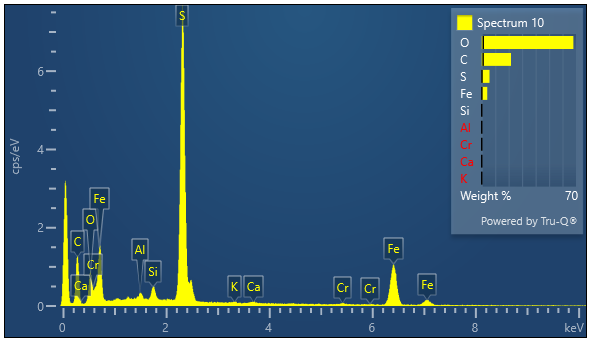 S
Spectrum 10
O
C
S
Fe
Si
Al
Cr
Ca
K
Weight % 70
Powered by Tru-Q®
cps/eV
6
4
2
0
Fe
O
C
Cr
Ca
Al
Si
K
Ca
Cr
Fe
Cr
Fe
0 2 4 6 8 keV